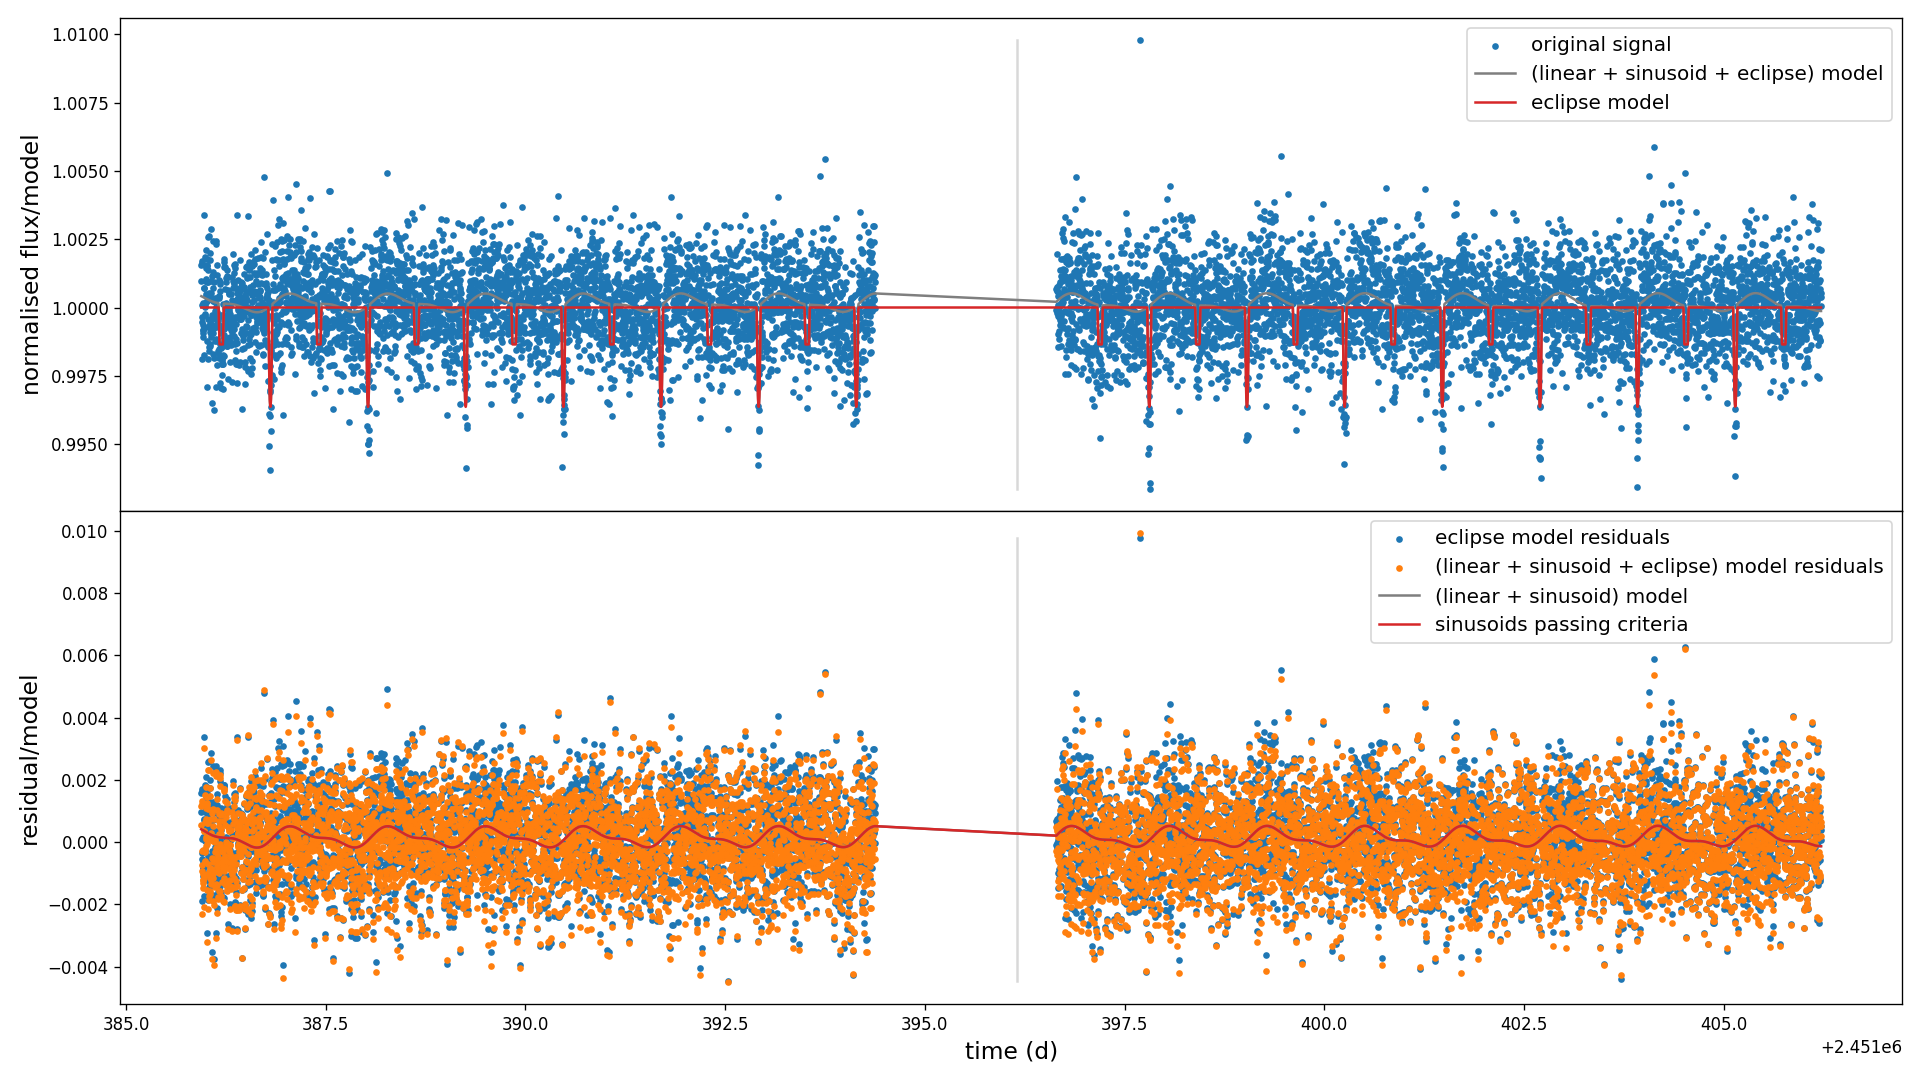 1.0100
1.0075
1.0050
1.0025
1.0000
0.9975
0.9950
normalised flux/model
original signal
(linear + sinusoid + eclipse) model
eclipse model
0.010
0.008
0.006
0.004
0.002
0.000
−0.002
−0.004
residual/model
eclipse model residuals
(linear + sinusoid + eclipse) model residuals
(linear + sinusoid) model
sinusoids passing criteria
385.0 387.5 390.0 392.5 395.0 397.5 400.0 402.5 405.0
time (d)
+2.451e6